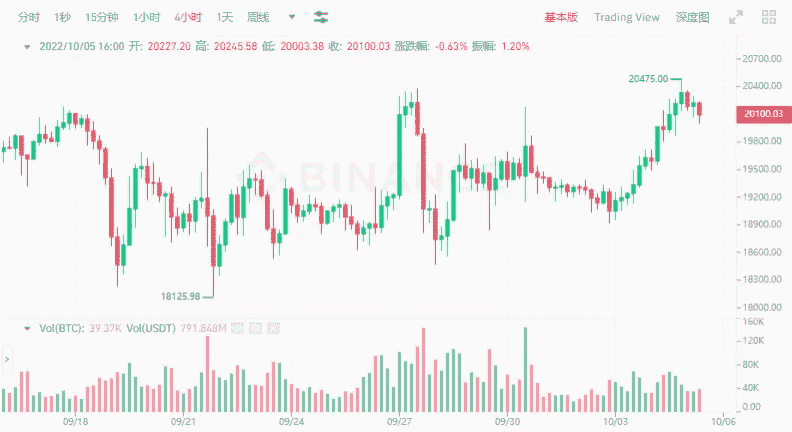 分时 1秒 15分钟 1小时 4小时 1天 周线 基本版 Trading View 深度图
2022/10/05 16:00 开: 20227.20 高: 20245.58 低: 20003.38 收: 20100.03 涨跌幅: -0.63% 振幅: 1.20%
20700.00
20475.00
20400.00
20100.03
19800.00
19500.00
BINAN
19200.00
18900.00
18600.00
18300.00
18125.98
18000.00
Vol(BTC): 39.37K Vol(USDT) 791.848M
160K
120K
80K
40K
0.00
09/18 09/21 09/24 09/27 09/30 10/03 10/06